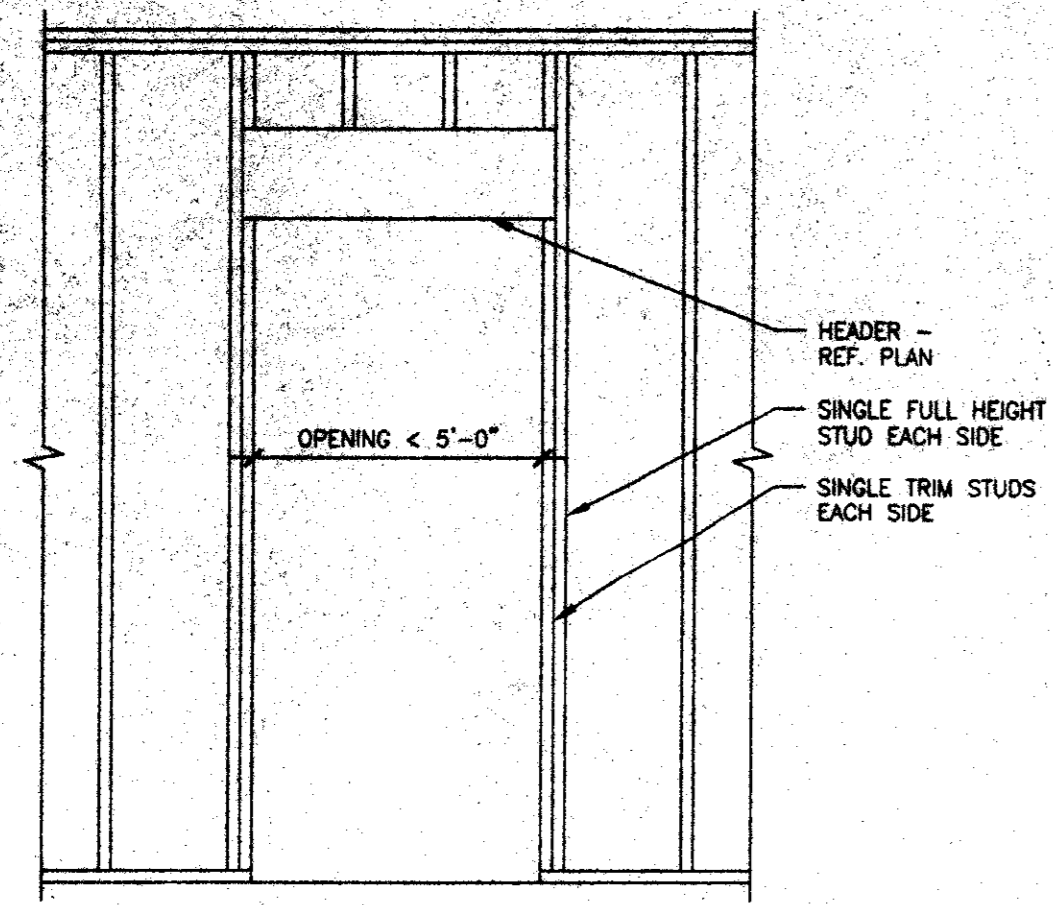 HEADER -
REF. PLAN
SINGLE FULL HEIGHT
STUD EACH SIDE
OPENING < 5'-0"
SINGLE TRIM STUDS
EACH SIDE